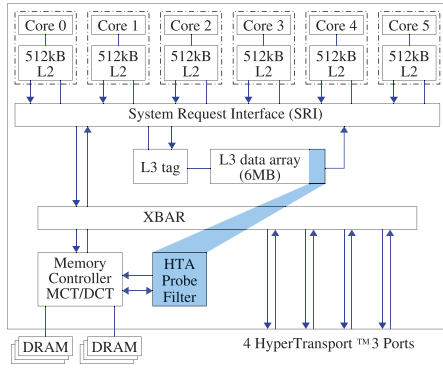 Core 0 Core 1 Core 2 Core 3 Core 4 Core 5
512kB 512kB 512kB 512kB 512kB 512kB
L2 L2 L2 L2 L2 L2
System Request Interface (SRI)
L3 tag
L3 data array
(6MB)
XBAR
Memory
Controller
MCT/DCT
HTA
Probe
Filter
DRAM DRAM
4 HyperTransport ™3 Ports